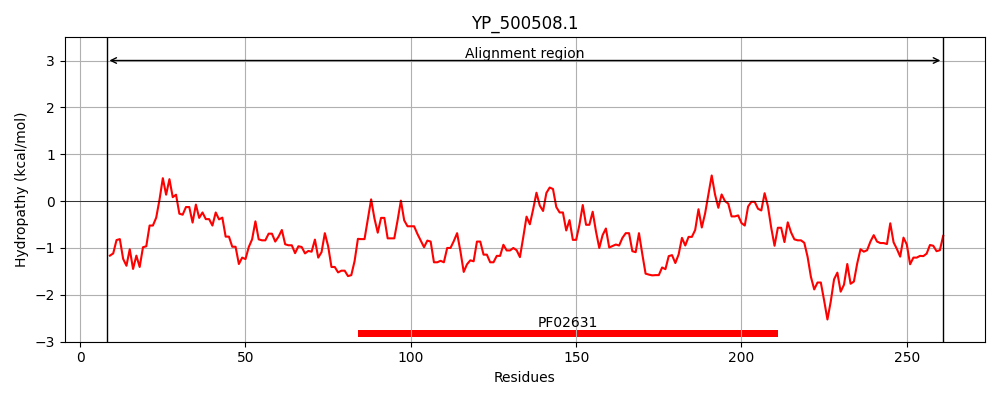 YP_500508.1
Alignment region
3
2
1
0
−1
−2
−3
Hydropathy (kcal/mol)
PF02631
0
50
100
150
200
250
Residues